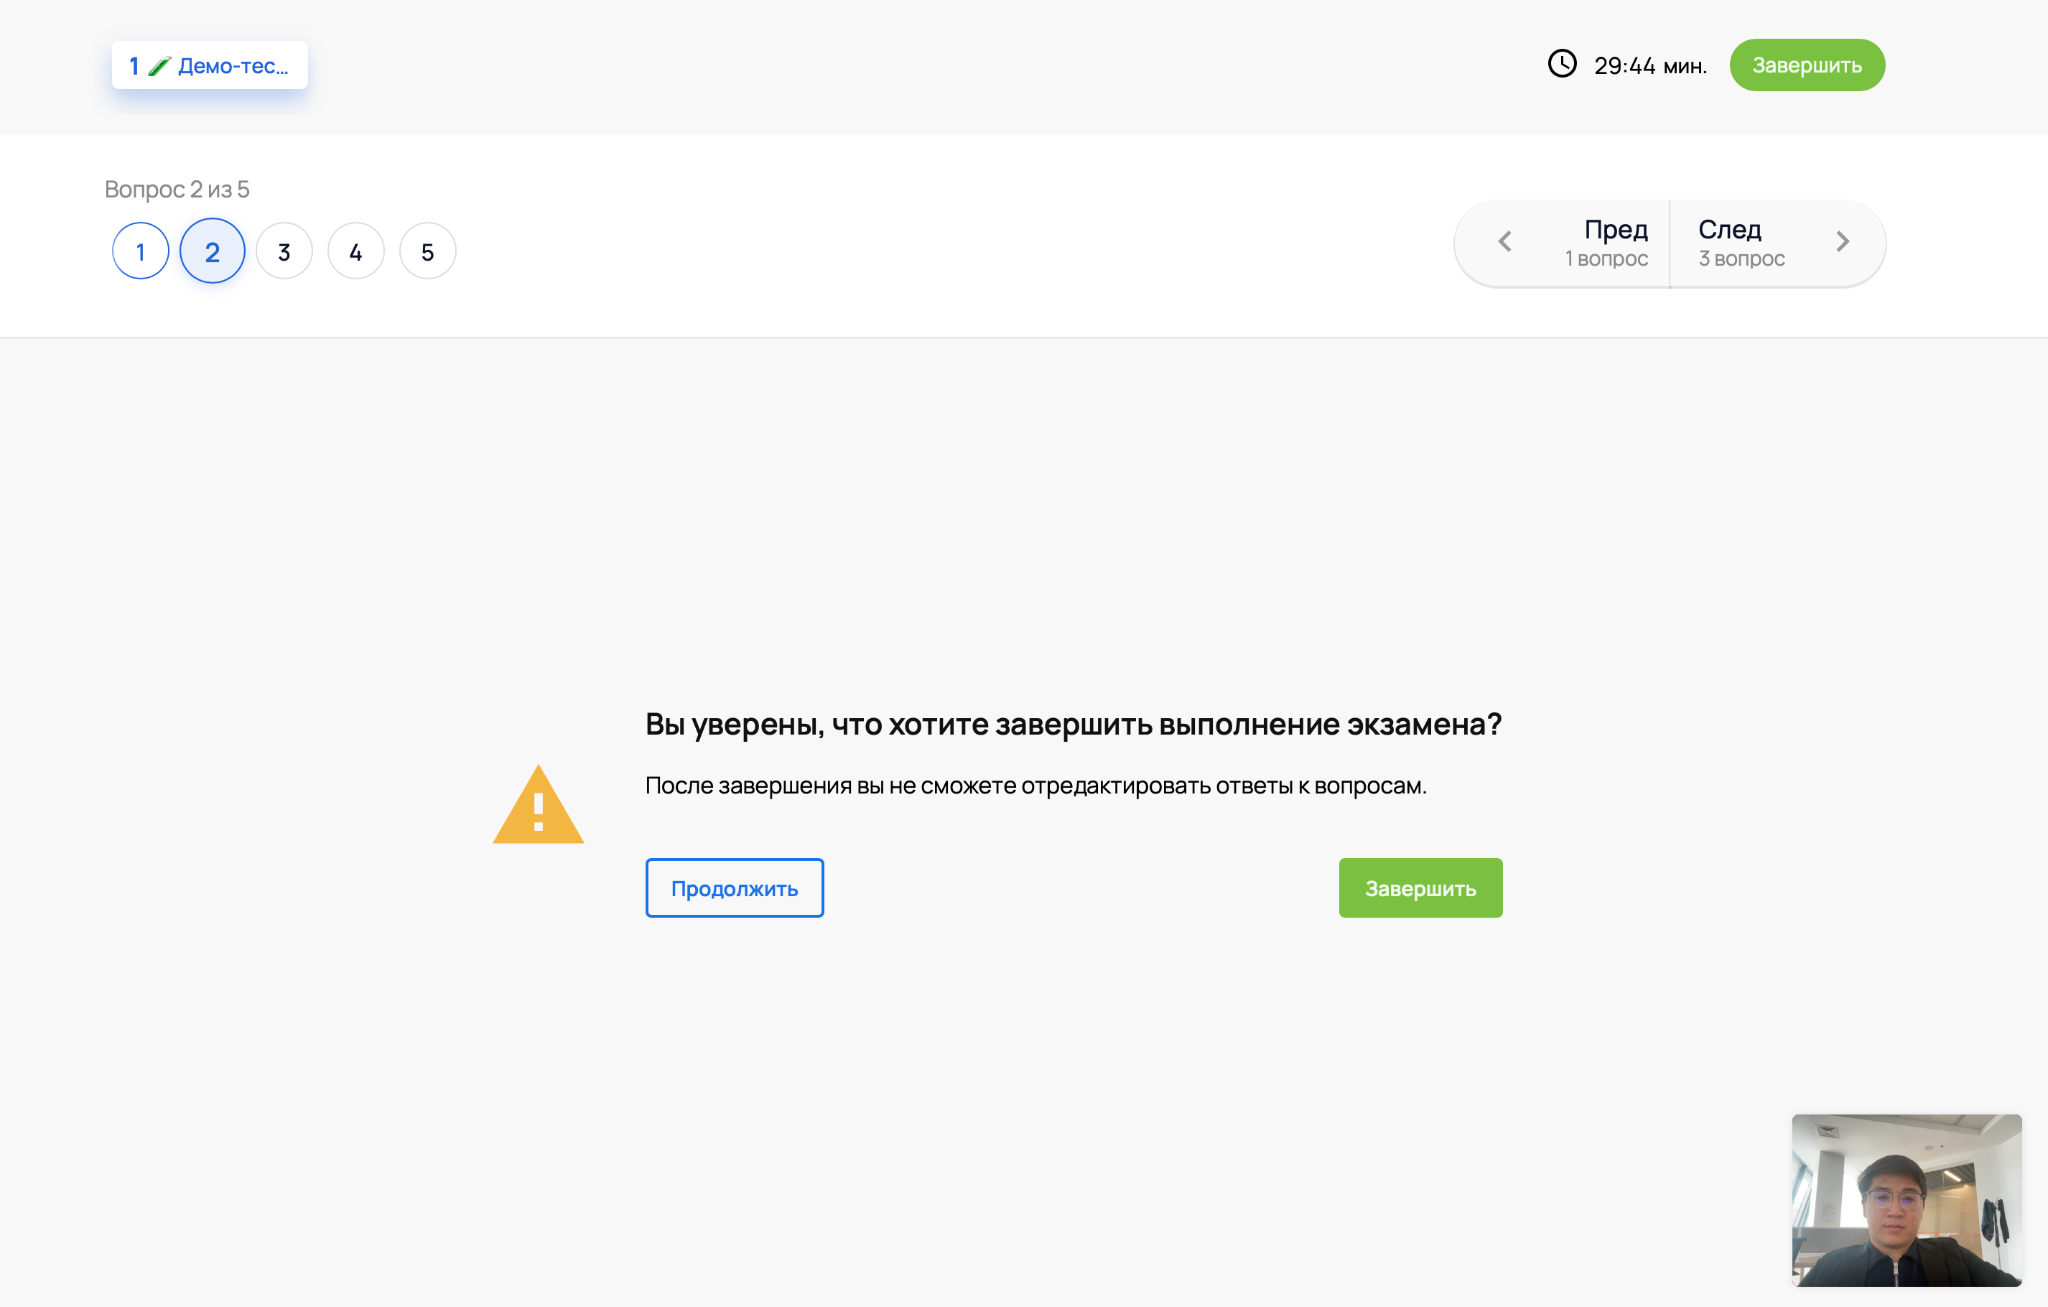 1 Демо-тес...
29:44 мин.
Завершить
Вопрос 2 из 5
1 2 3 4 5
Пред
1 вопрос
След
3 вопрос
Вы уверены, что хотите завершить выполнение экзамена?
После завершения вы не сможете отредактировать ответы к вопросам.
Продолжить
Завершить